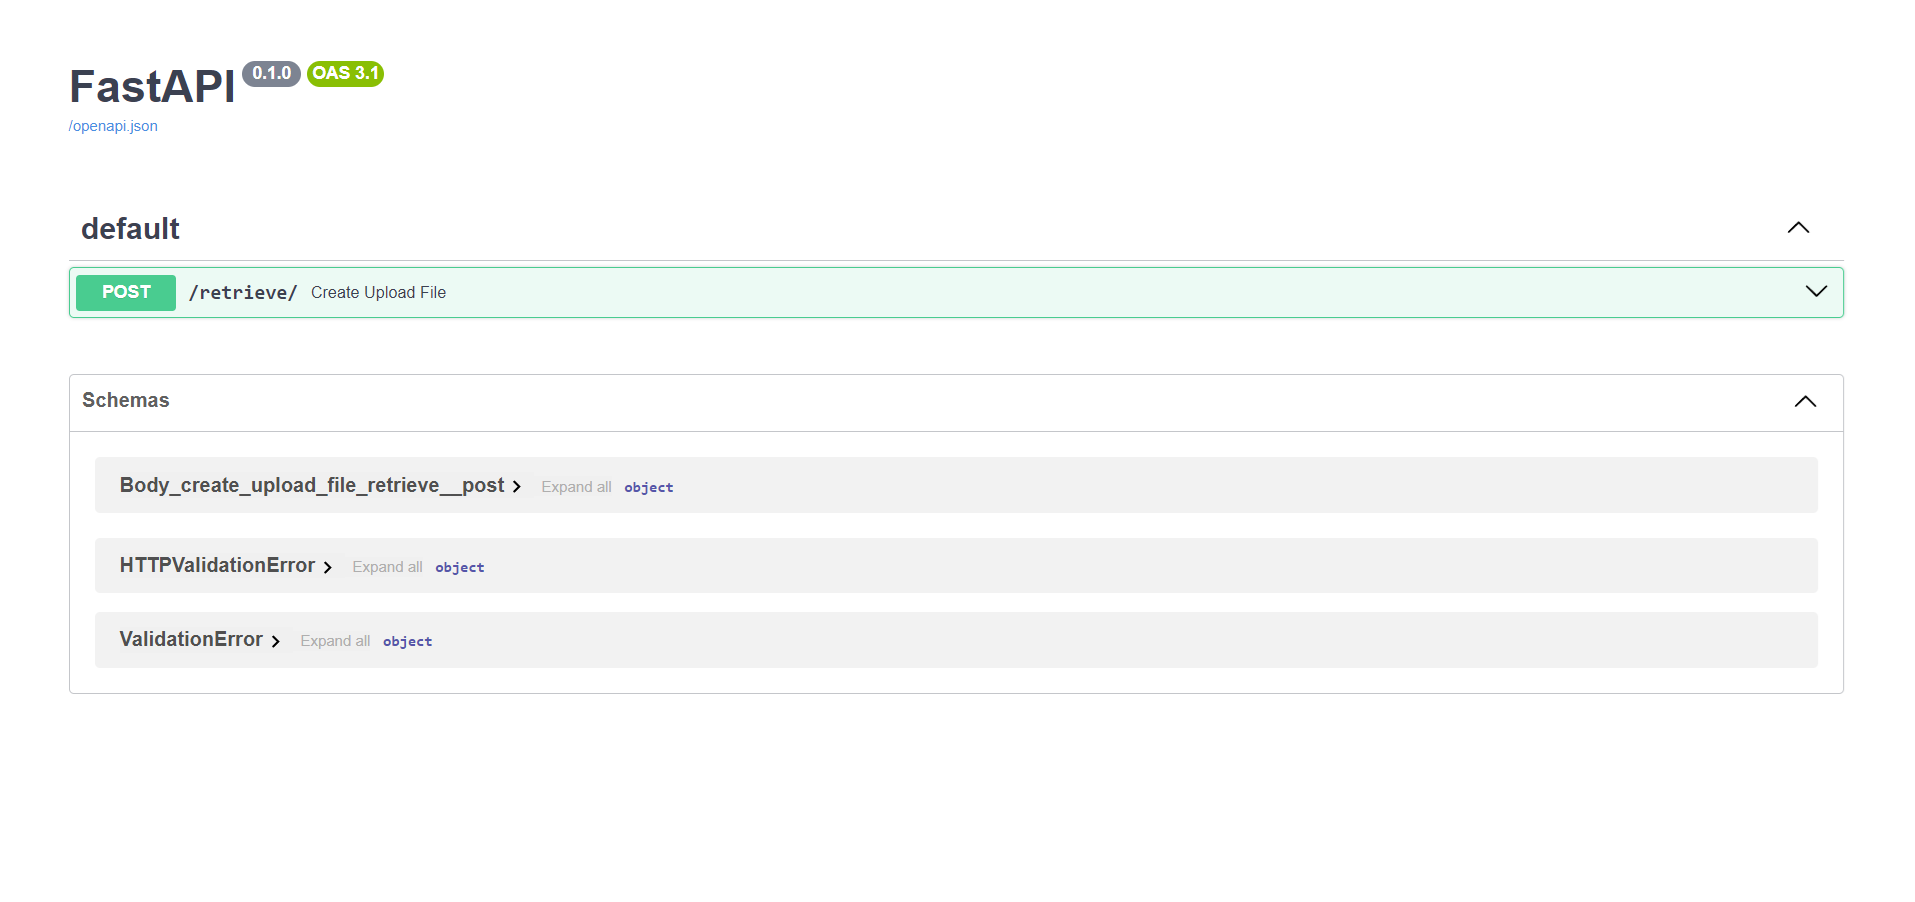 FastAPI 0.1.0 OAS 3.1
/openapi.json
default
POST /retrieve/ Create Upload File
Schemas
Body_create_upload_file_retrieve__post Expand all object
HTTPValidationError Expand all object
ValidationError Expand all object